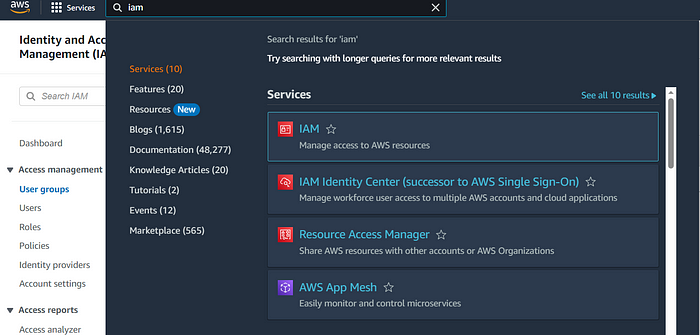 aws
Services
iam
Identity and Acc
Management (IA
Search IAM
Dashboard
Access management
User groups
Users
Roles
Policies
Identity providers
Account settings
Access reports
Access analyzer
Services (10)
Features (20)
Resources New
Blogs (1,615)
Documentation (48,277)
Knowledge Articles (20)
Tutorials (2)
Events (12)
Marketplace (565)
Search results for 'iam'
Try searching with longer queries for more relevant results
Services
See all 10 results
IAM
Manage access to AWS resources
IAM Identity Center (successor to AWS Single Sign-On)
Manage workforce user access to multiple AWS accounts and cloud applications
Resource Access Manager
Share AWS resources with other accounts or AWS Organizations
AWS App Mesh
Easily monitor and control microservices